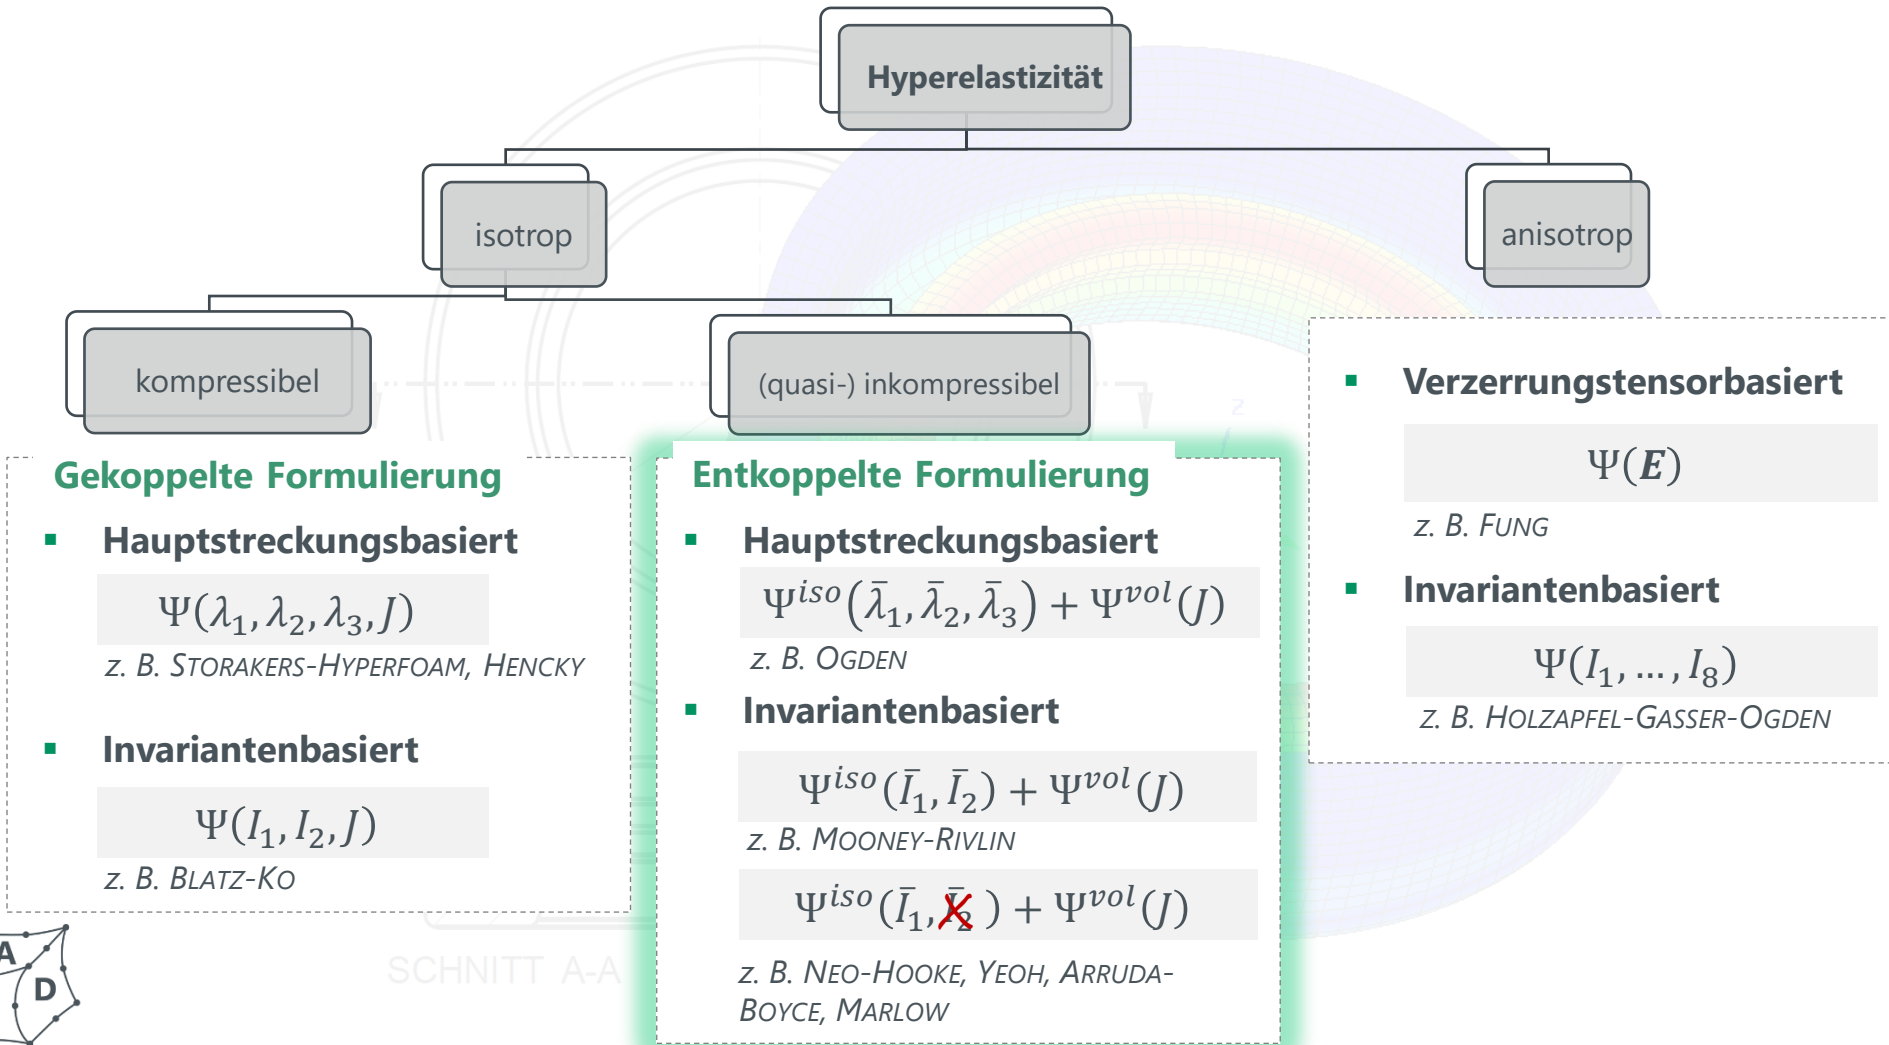 Hyperelastizität
isotrop
anisotrop
kompressibel
(quasi-) inkompressibel
Gekoppelte Formulierung
▪ Hauptstreckungsbasiert
Ψ(λ₁, λ₂, λ₃, J)
z. B. STORAKERS-HYPERFOAM, HENCKY
▪ Invariantenbasiert
Ψ(I₁, I₂, J)
z. B. BLATZ-KO
Entkoppelte Formulierung
▪ Hauptstreckungsbasiert
Ψⁱˢᵒ(λ̄₁, λ̄₂, λ̄₃) + Ψᵛᵒˡ(J)
z. B. OGDEN
▪ Invariantenbasiert
Ψⁱˢᵒ(Ī₁, Ī₂) + Ψᵛᵒˡ(J)
z. B. MOONEY-RIVLIN
Ψⁱˢᵒ(Ī₁, Ī₂ ) + Ψᵛᵒˡ(J)
z. B. NEO-HOOKE, YEOH, ARRUDA-
BOYCE, MARLOW
▪ Verzerrungstensorbasiert
Ψ(E)
z. B. FUNG
▪ Invariantenbasiert
Ψ(I₁, … , I₈)
z. B. HOLZAPFEL-GASSER-OGDEN
z
SCHNITT A-A
A
D